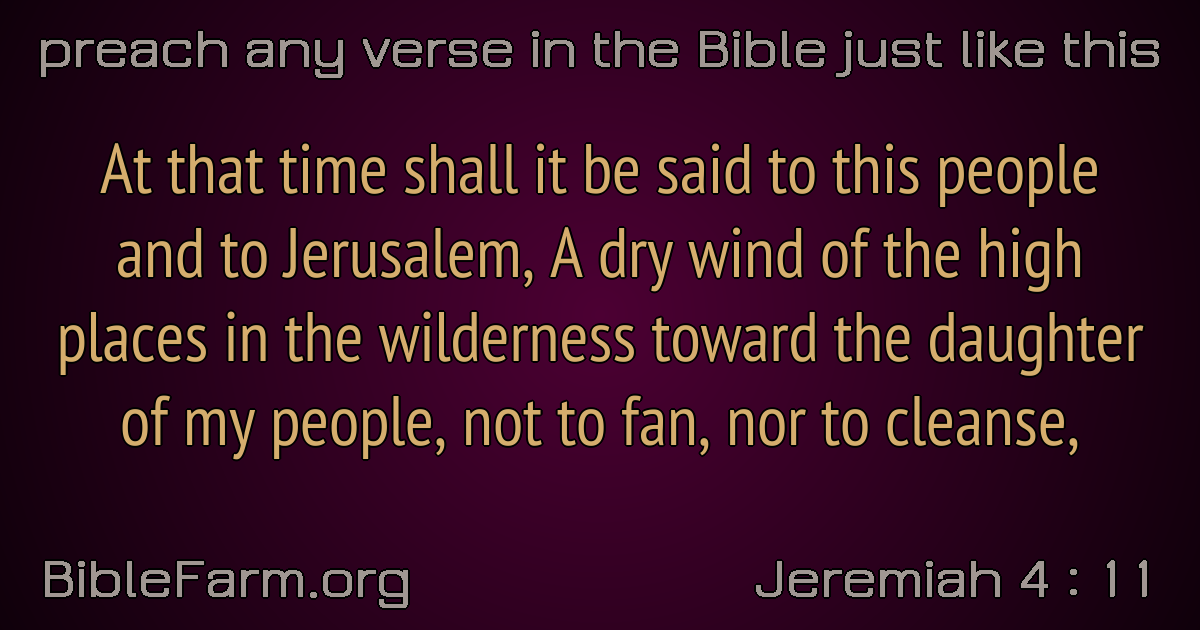 preach any verse in the Bible just like this
At that time shall it be said to this people
and to Jerusalem, A dry wind of the high
places in the wilderness toward the daughter
of my people, not to fan, nor to cleanse,
BibleFarm.org
Jeremiah 4 : 11